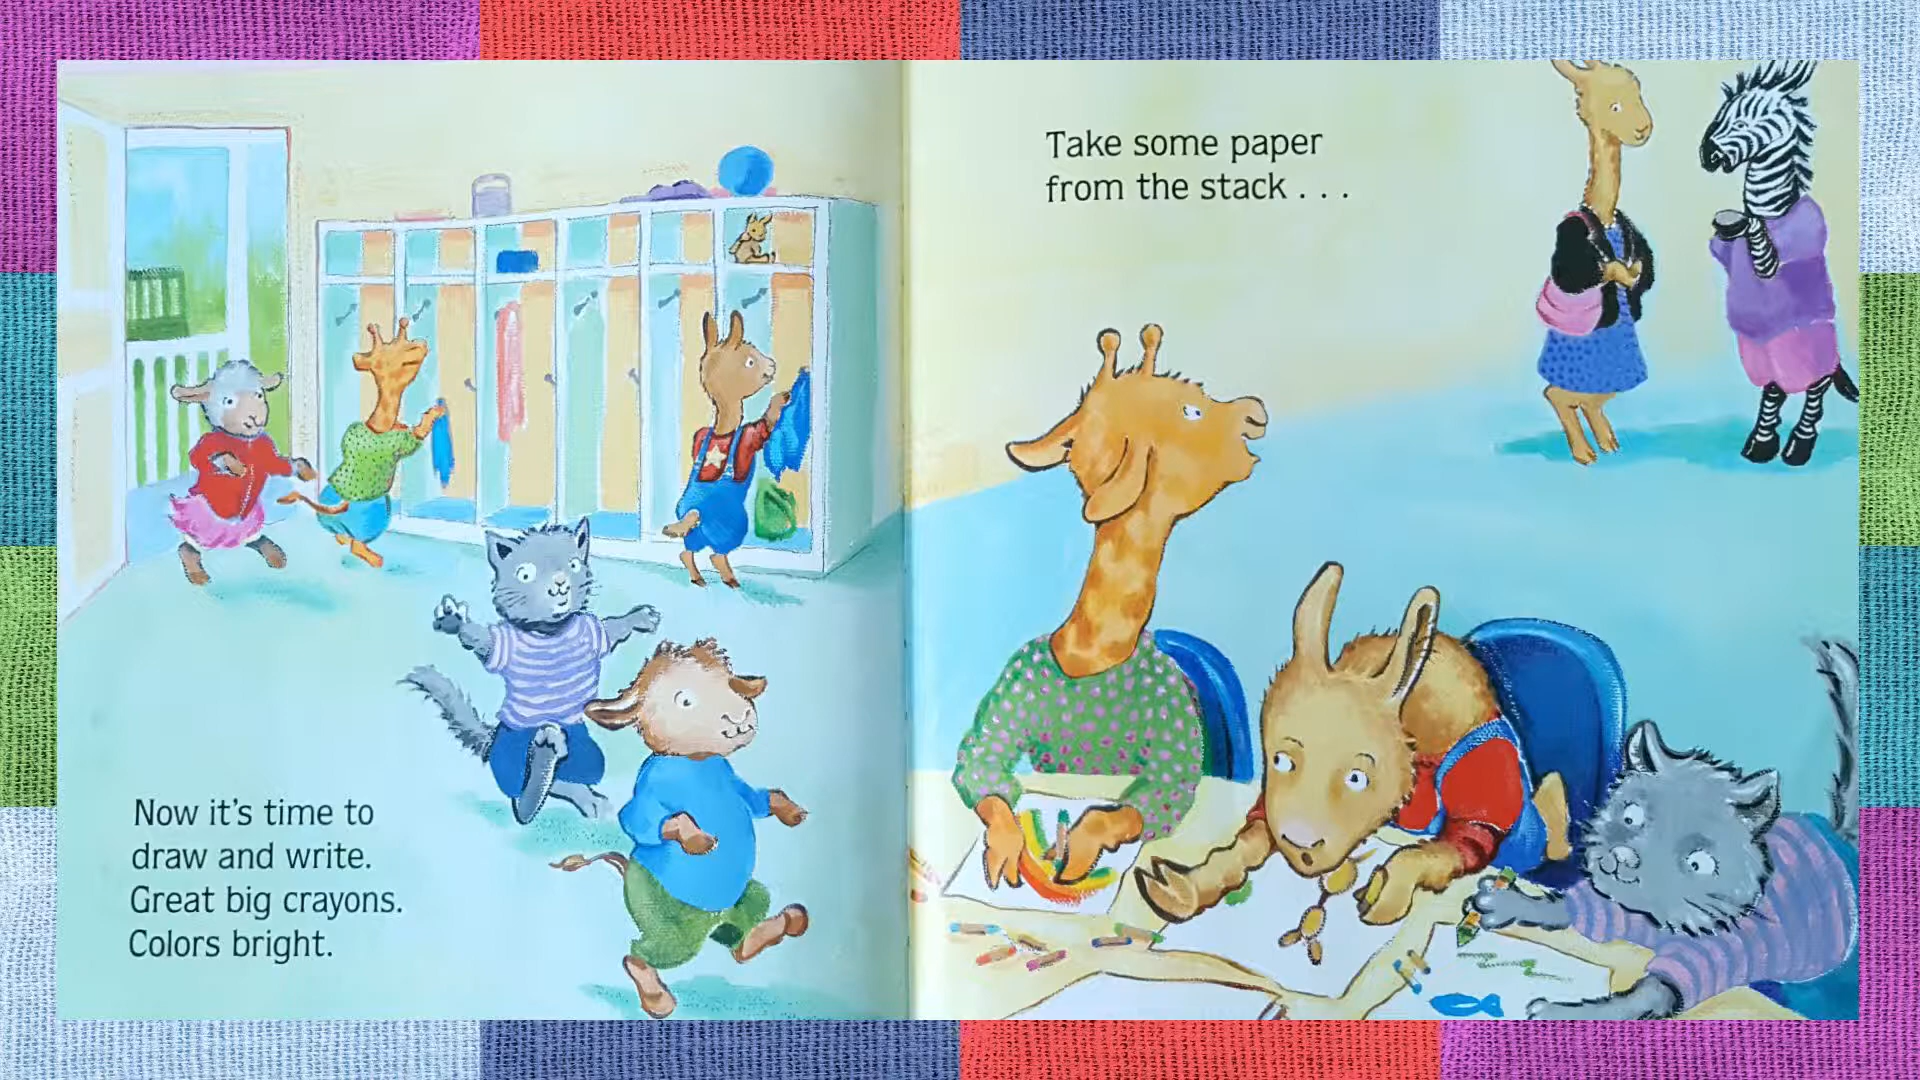 Now it's time to
draw and write.
Great big crayons.
Colors bright.
Take some paper
from the stack . . .